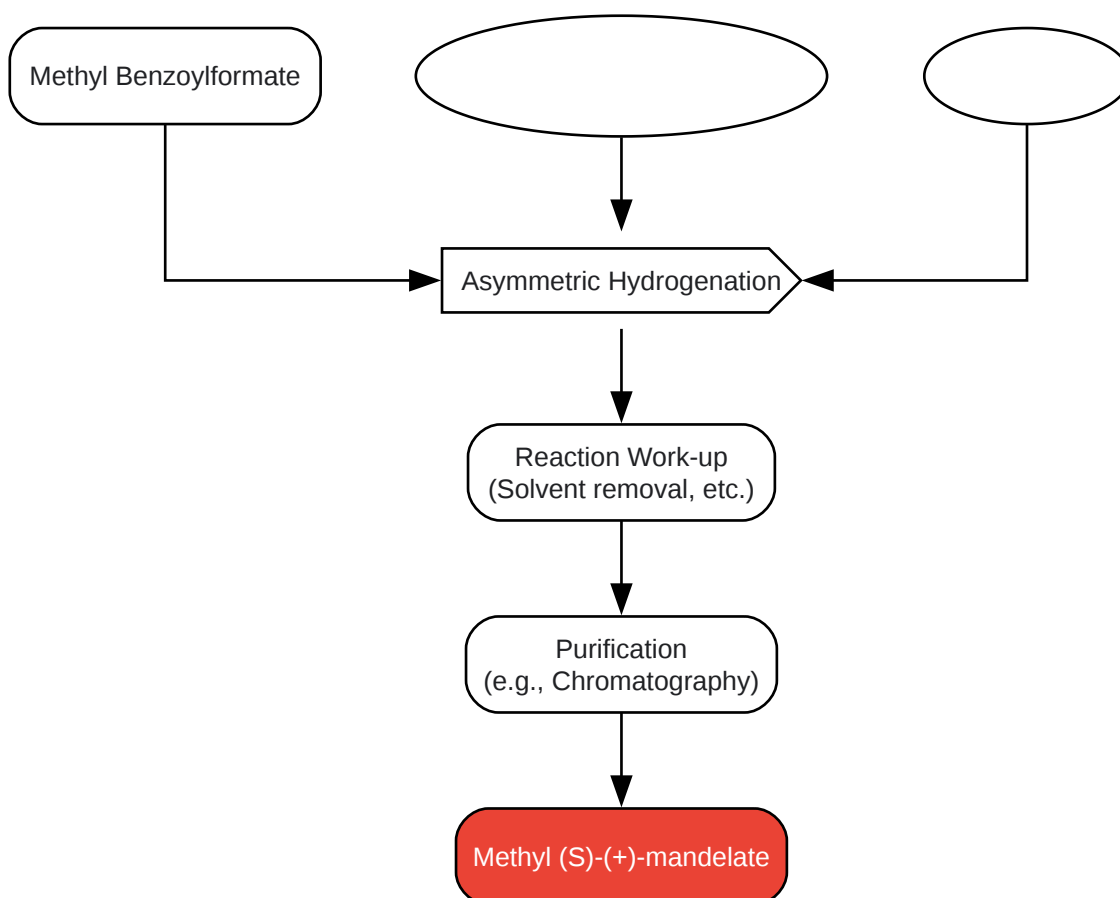 Methyl Benzoylformate
Asymmetric Hydrogenation
Reaction Work-up
(Solvent removal, etc.)
Purification
(e.g., Chromatography)
Methyl (S)-(+)-mandelate